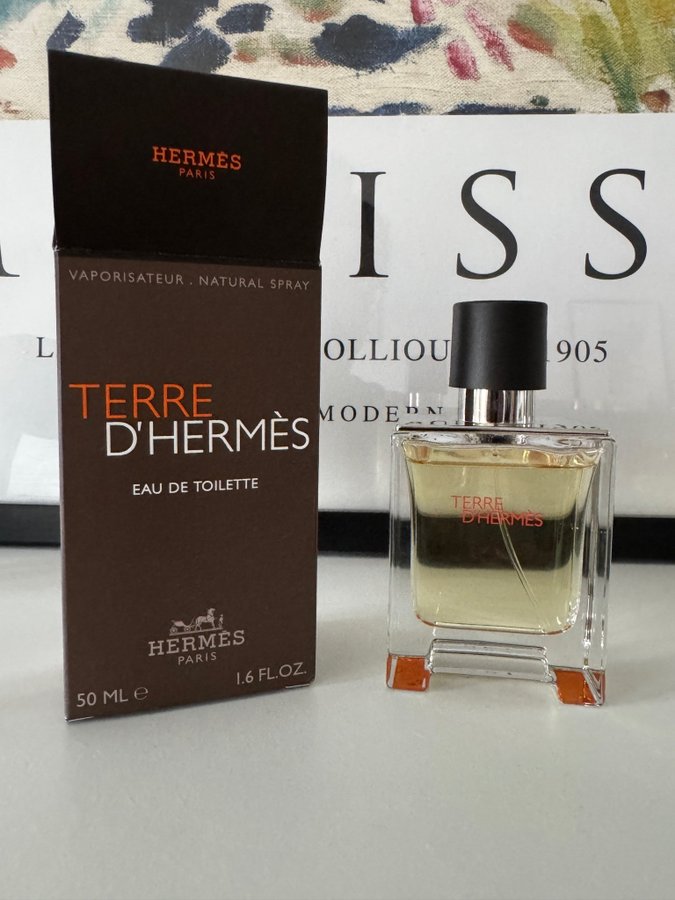 HERMÈS
PARIS
VAPORISATEUR . NATURAL SPRAY
TERRE
D'HERMÈS
EAU DE TOILETTE
HERMÈS
PARIS
50 ML e
1.6 FL.OZ.
I S S
L
OLLIOU
1905
MODERN
TERRE
D'HERMÈS